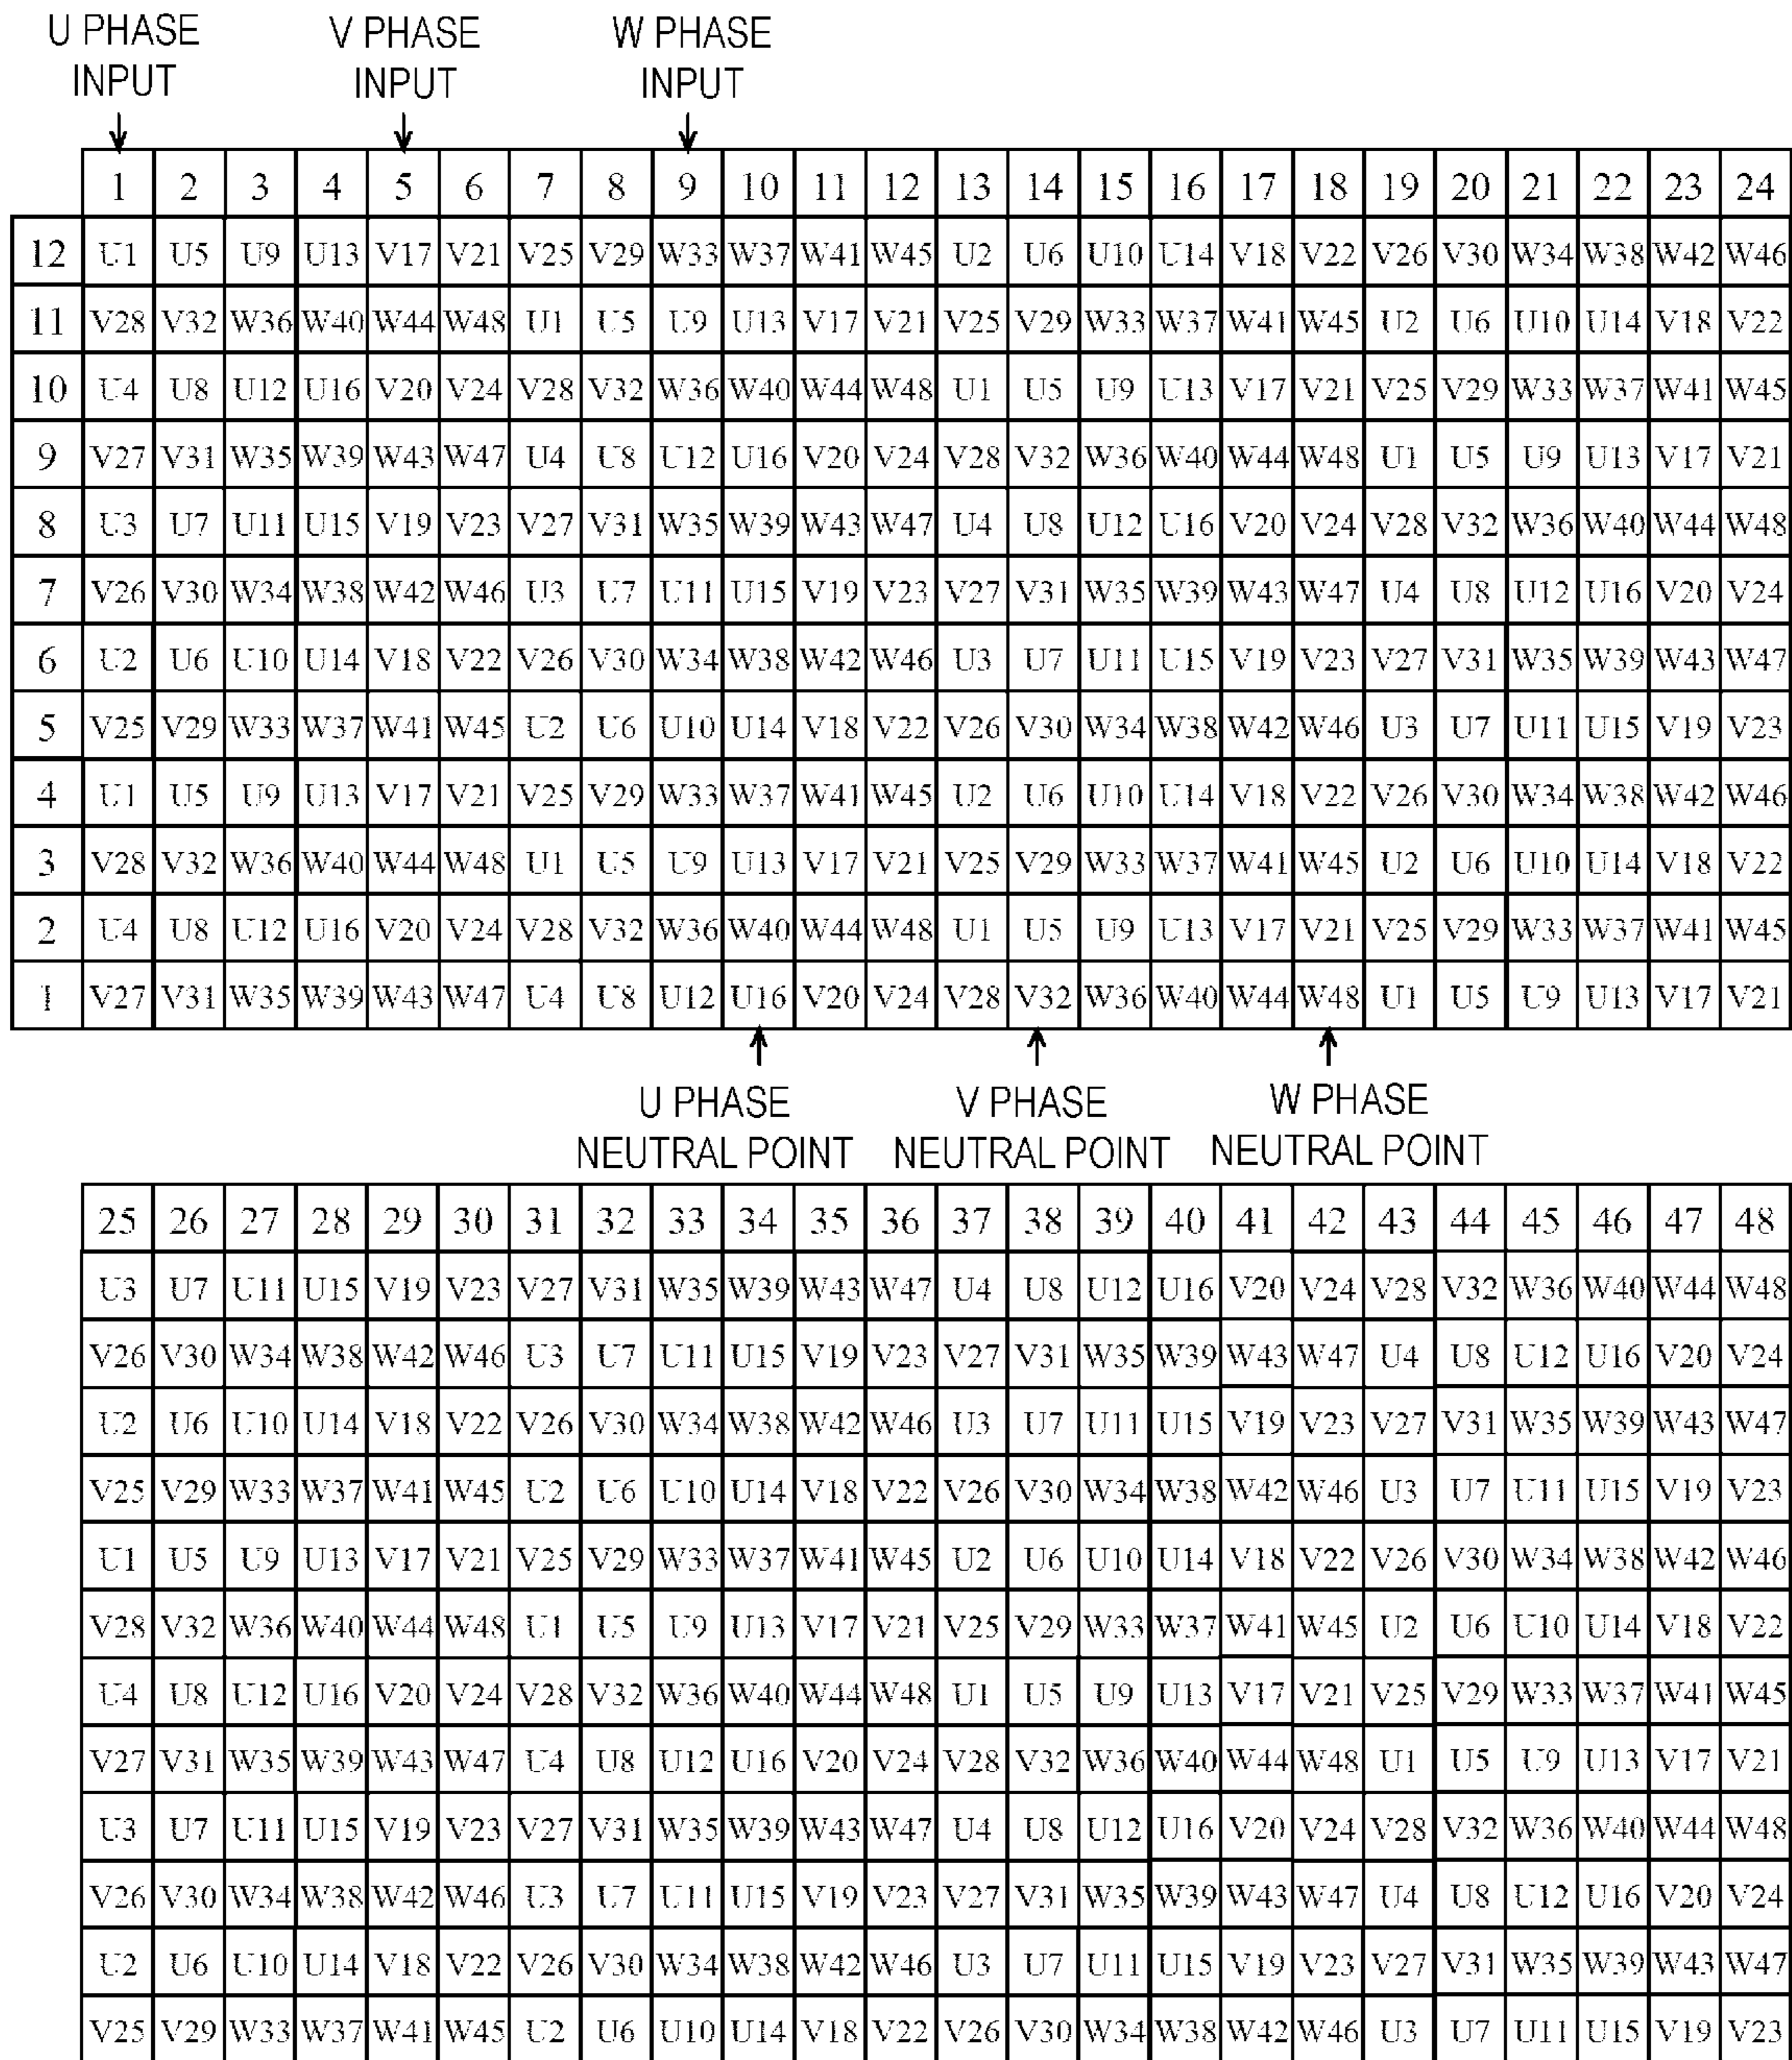 U PHASE INPUT V PHASE INPUT W PHASE INPUT
1 2 3 4 5 6 7 8 9 10 11 12 13 14 15 16 17 18 19 20 21 22 23 24
12 U1 U5 U9 U13 V17 V21 V25 V29 W33 W37 W41 W45 U2 U6 U10 U14 V18 V22 V26 V30 W34 W38 W42 W46
11 V28 V32 W36 W40 W44 W48 U1 U5 U9 U13 V17 V21 V25 V29 W33 W37 W41 W45 U2 U6 U10 U14 V18 V22
10 U4 U8 U12 U16 V20 V24 V28 V32 W36 W40 W44 W48 U1 U5 U9 U13 V17 V21 V25 V29 W33 W37 W41 W45
9 V27 V31 W35 W39 W43 W47 U4 U8 U12 U16 V20 V24 V28 V32 W36 W40 W44 W48 U1 U5 U9 U13 V17 V21
8 U3 U7 U11 U15 V19 V23 V27 V31 W35 W39 W43 W47 U4 U8 U12 U16 V20 V24 V28 V32 W36 W40 W44 W48
7 V26 V30 W34 W38 W42 W46 U3 U7 U11 U15 V19 V23 V27 V31 W35 W39 W43 W47 U4 U8 U12 U16 V20 V24
6 U2 U6 U10 U14 V18 V22 V26 V30 W34 W38 W42 W46 U3 U7 U11 U15 V19 V23 V27 V31 W35 W39 W43 W47
5 V25 V29 W33 W37 W41 W45 U2 U6 U10 U14 V18 V22 V26 V30 W34 W38 W42 W46 U3 U7 U11 U15 V19 V23
4 U1 U5 U9 U13 V17 V21 V25 V29 W33 W37 W41 W45 U2 U6 U10 U14 V18 V22 V26 V30 W34 W38 W42 W46
3 V28 V32 W36 W40 W44 W48 U1 U5 U9 U13 V17 V21 V25 V29 W33 W37 W41 W45 U2 U6 U10 U14 V18 V22
2 U4 U8 U12 U16 V20 V24 V28 V32 W36 W40 W44 W48 U1 U5 U9 U13 V17 V21 V25 V29 W33 W37 W41 W45
1 V27 V31 W35 W39 W43 W47 U4 U8 U12 U16 V20 V24 V28 V32 W36 W40 W44 W48 U1 U5 U9 U13 V17 V21
U PHASE NEUTRAL POINT V PHASE NEUTRAL POINT W PHASE NEUTRAL POINT
25 26 27 28 29 30 31 32 33 34 35 36 37 38 39 40 41 42 43 44 45 46 47 48
U3 U7 U11 U15 V19 V23 V27 V31 W35 W39 W43 W47 U4 U8 U12 U16 V20 V24 V28 V32 W36 W40 W44 W48
V26 V30 W34 W38 W42 W46 U3 U7 U11 U15 V19 V23 V27 V31 W35 W39 W43 W47 U4 U8 U12 U16 V20 V24
U2 U6 U10 U14 V18 V22 V26 V30 W34 W38 W42 W46 U3 U7 U11 U15 V19 V23 V27 V31 W35 W39 W43 W47
V25 V29 W33 W37 W41 W45 U2 U6 U10 U14 V18 V22 V26 V30 W34 W38 W42 W46 U3 U7 U11 U15 V19 V23
U1 U5 U9 U13 V17 V21 V25 V29 W33 W37 W41 W45 U2 U6 U10 U14 V18 V22 V26 V30 W34 W38 W42 W46
V28 V32 W36 W40 W44 W48 U1 U5 U9 U13 V17 V21 V25 V29 W33 W37 W41 W45 U2 U6 U10 U14 V18 V22
U4 U8 U12 U16 V20 V24 V28 V32 W36 W40 W44 W48 U1 U5 U9 U13 V17 V21 V25 V29 W33 W37 W41 W45
V27 V31 W35 W39 W43 W47 U4 U8 U12 U16 V20 V24 V28 V32 W36 W40 W44 W48 U1 U5 U9 U13 V17 V21
U3 U7 U11 U15 V19 V23 V27 V31 W35 W39 W43 W47 U4 U8 U12 U16 V20 V24 V28 V32 W36 W40 W44 W48
V26 V30 W34 W38 W42 W46 U3 U7 U11 U15 V19 V23 V27 V31 W35 W39 W43 W47 U4 U8 U12 U16 V20 V24
U2 U6 U10 U14 V18 V22 V26 V30 W34 W38 W42 W46 U3 U7 U11 U15 V19 V23 V27 V31 W35 W39 W43 W47
V25 V29 W33 W37 W41 W45 U2 U6 U10 U14 V18 V22 V26 V30 W34 W38 W42 W46 U3 U7 U11 U15 V19 V23